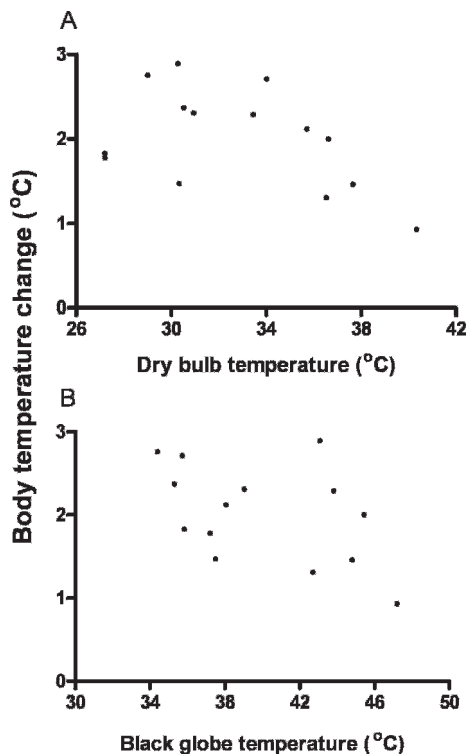 A
3
2
1
0
26 30 34 38 42
Dry bulb temperature (°C)
Body temperature change (°C)
B
3
2
1
0
30 34 38 42 46 50
Black globe temperature (°C)